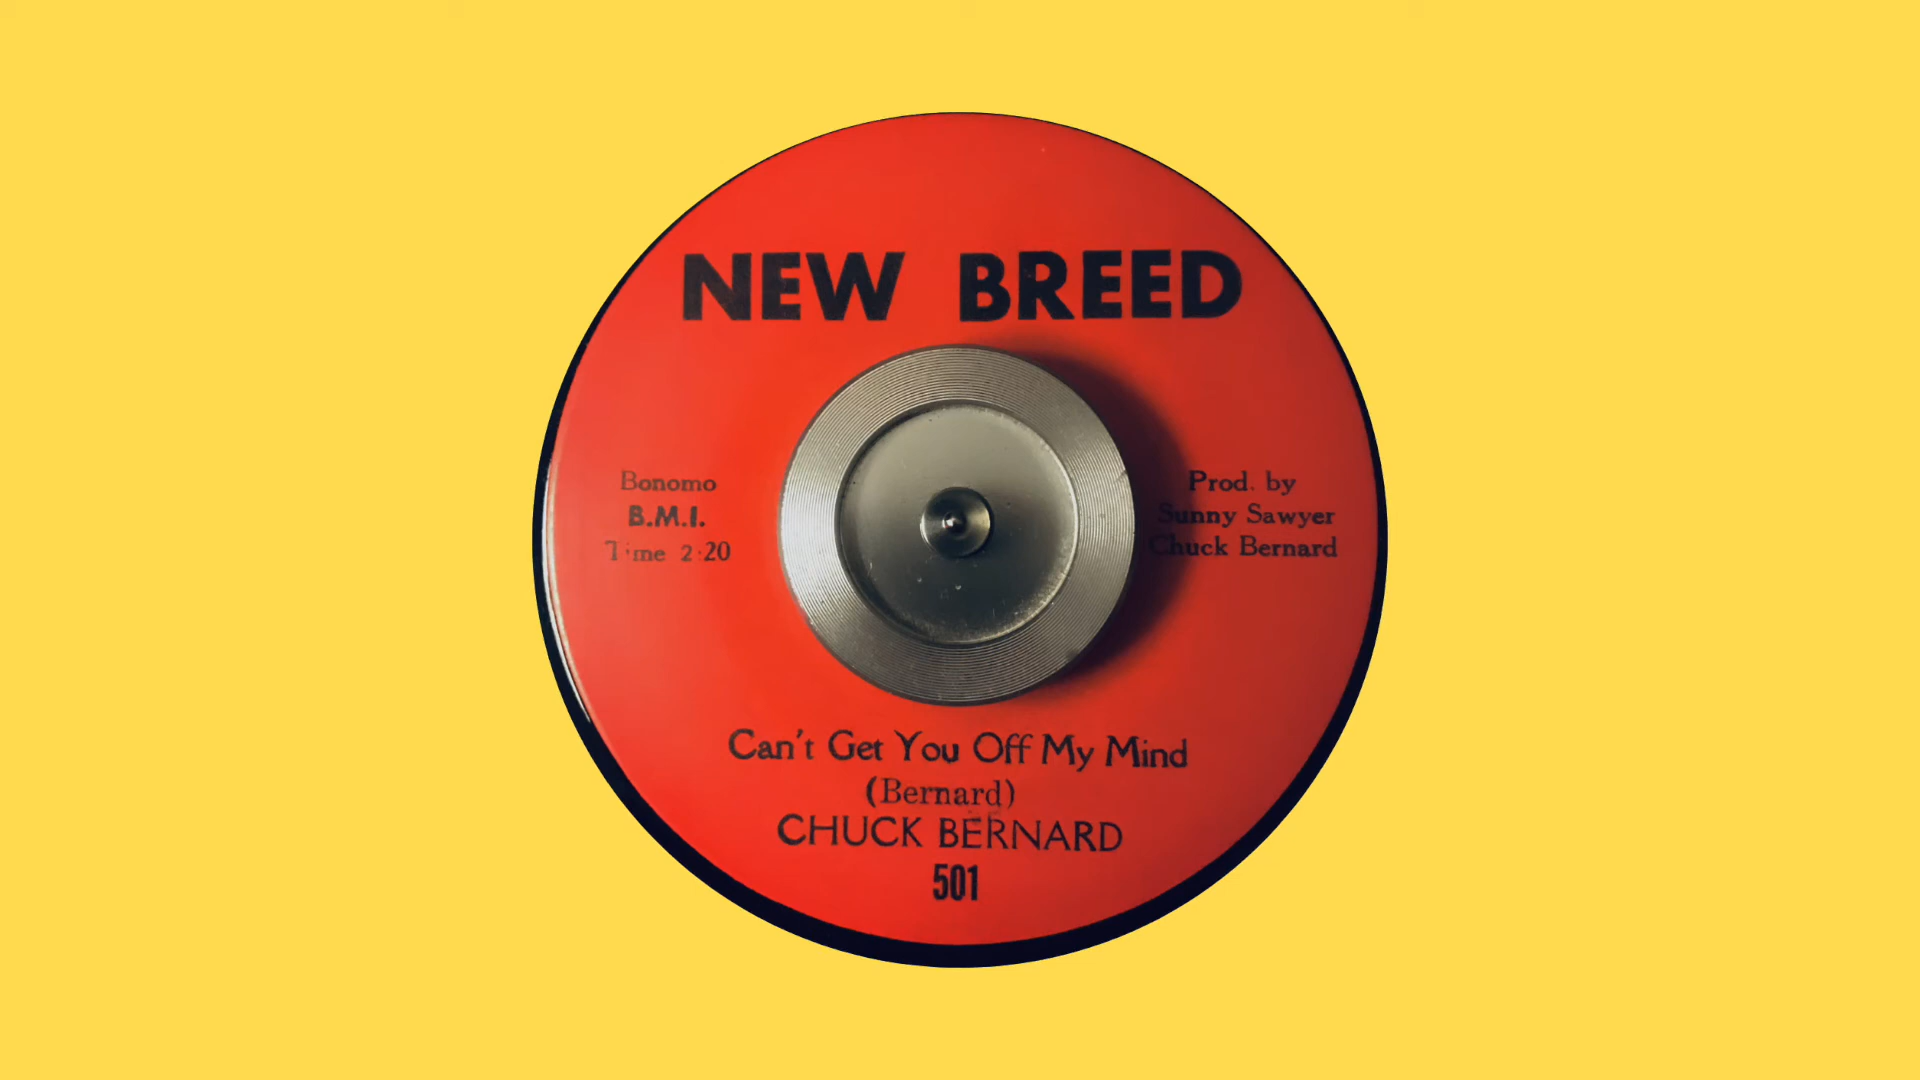 NEW BREED
Bonomo
B.M.I.
Time 2:20
Prod. by
Sunny Sawyer
Chuck Bernard
Can't Get You Off My Mind
(Bernard)
CHUCK BERNARD
501